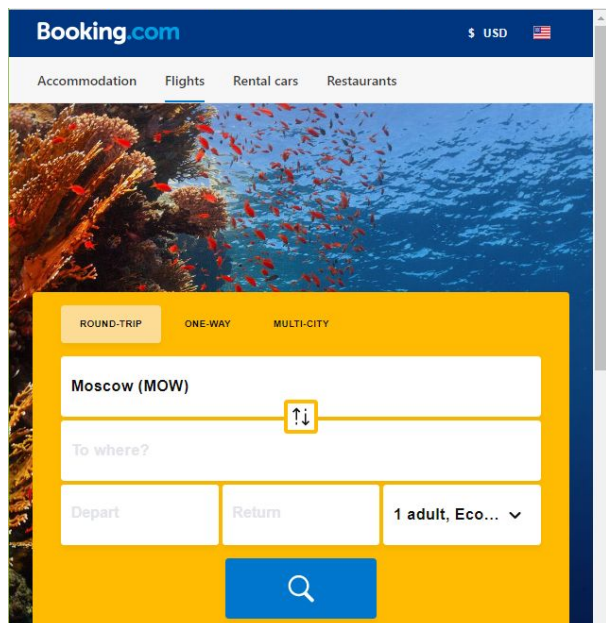 Booking.com
$ USD
Accommodation Flights Rental cars Restaurants
ROUND-TRIP ONE-WAY MULTI-CITY
Moscow (MOW)
To where?
Depart Return 1 adult, Eco...